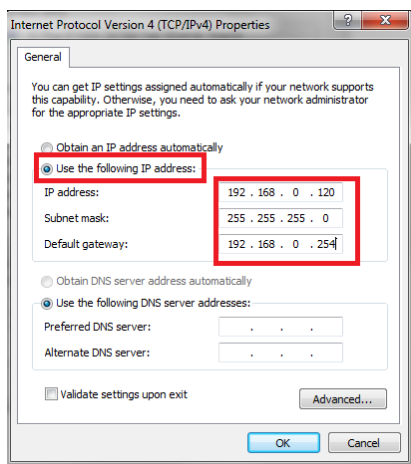 Internet Protocol Version 4 (TCP/IPv4) Properties
General
You can get IP settings assigned automatically if your network supports
this capability. Otherwise, you need to ask your network administrator
for the appropriate IP settings.
Obtain an IP address automatically
Use the following IP address:
IP address: 192 . 168 . 0 . 120
Subnet mask: 255 . 255 . 255 . 0
Default gateway: 192 . 168 . 0 . 254
Obtain DNS server address automatically
Use the following DNS server addresses:
Preferred DNS server: . . .
Alternate DNS server: . . .
Validate settings upon exit
Advanced...
OK Cancel